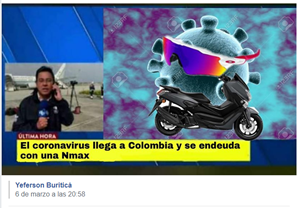 ÚLTIMA HORA
El coronavirus llega a Colombia y se endeuda
con una Nmax
Yeferson Buriticá
6 de marzo a las 20:58